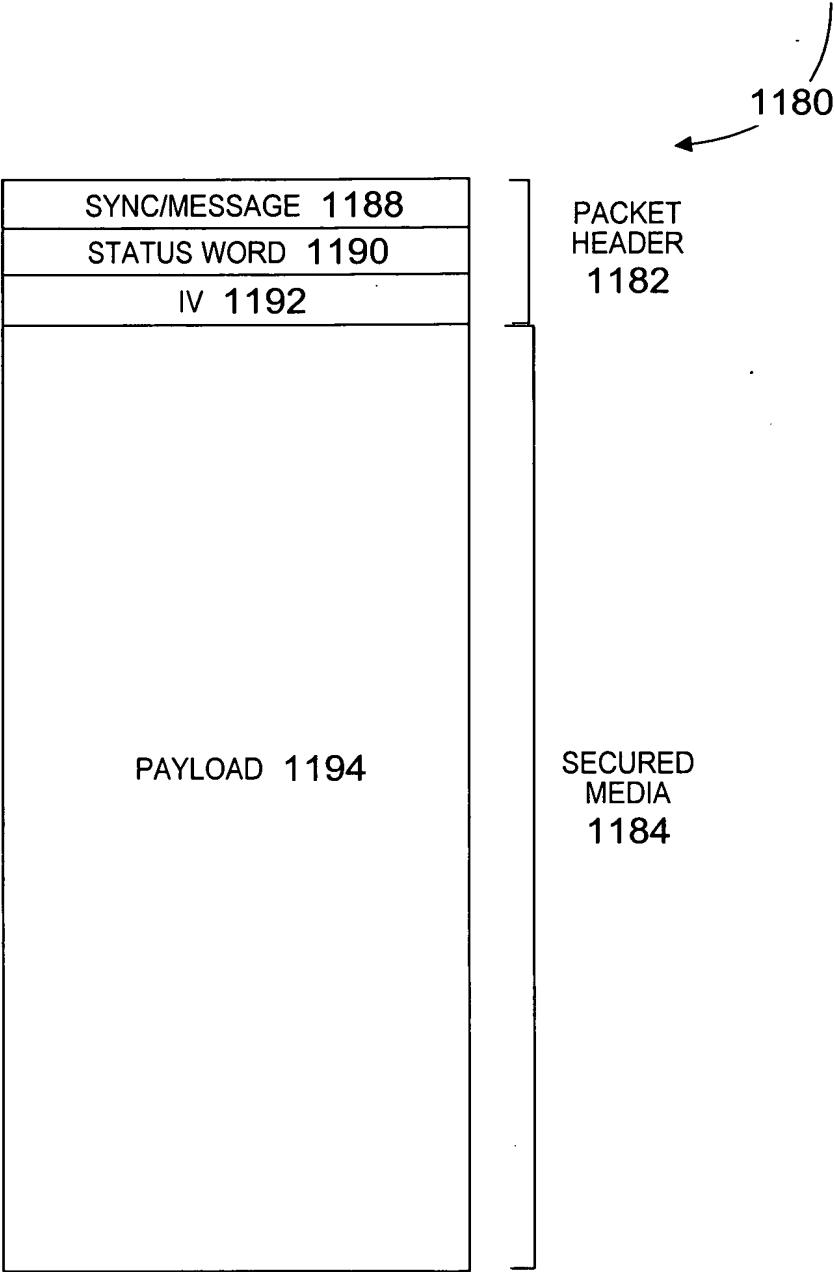 1180
SYNC/MESSAGE 1188
STATUS WORD 1190
IV 1192
PACKET
HEADER
1182
PAYLOAD 1194
SECURED
MEDIA
1184